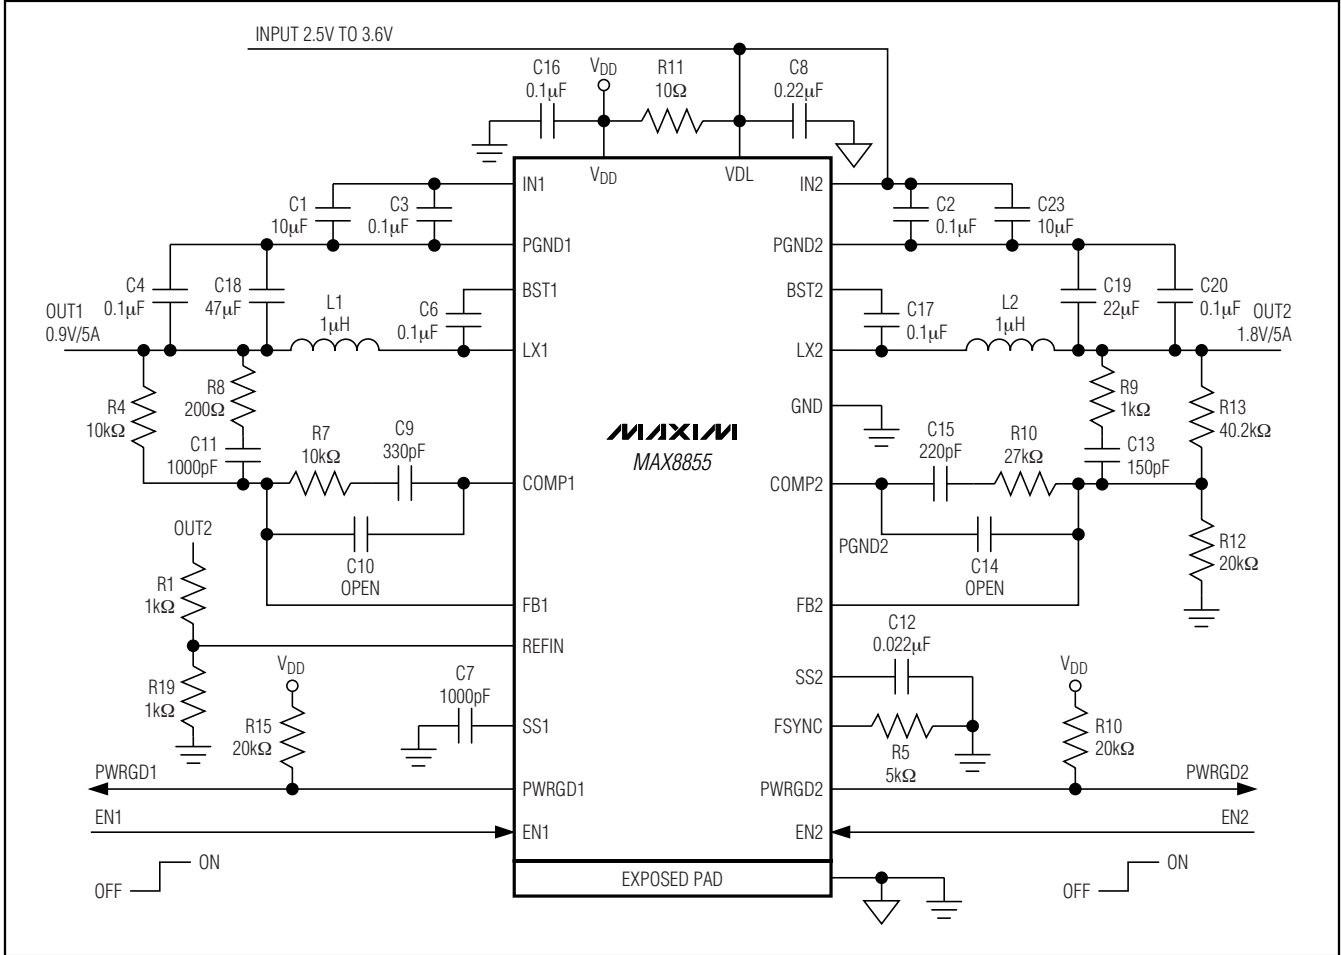 INPUT 2.5V TO 3.6V
C16
0.1μF
VDD
R11
10Ω
C8
0.22μF
VDD
VDL
IN1
IN2
C1
10μF
C3
0.1μF
C2
0.1μF
C23
10μF
PGND1
PGND2
C4
0.1μF
C18
47μF
BST1
BST2
C19
22μF
C20
0.1μF
OUT1
0.9V/5A
L1
1μH
C6
0.1μF
C17
0.1μF
L2
1μH
OUT2
1.8V/5A
LX1
LX2
R4
10kΩ
R8
200Ω
GND
R9
1kΩ
R13
40.2kΩ
C11
1000pF
R7
10kΩ
C9
330pF
MAXIM
MAX8855
C15
220pF
R10
27kΩ
C13
150pF
COMP1
COMP2
OUT2
C10
OPEN
PGND2
C14
OPEN
R12
20kΩ
R1
1kΩ
FB1
FB2
REFIN
C12
0.022μF
R19
1kΩ
VDD
R15
20kΩ
C7
1000pF
SS1
SS2
FSYNC
R5
5kΩ
VDD
R10
20kΩ
PWRGD1
PWRGD1
PWRGD2
PWRGD2
EN1
EN1
EN2
EN2
OFF
ON
EXPOSED PAD
OFF
ON